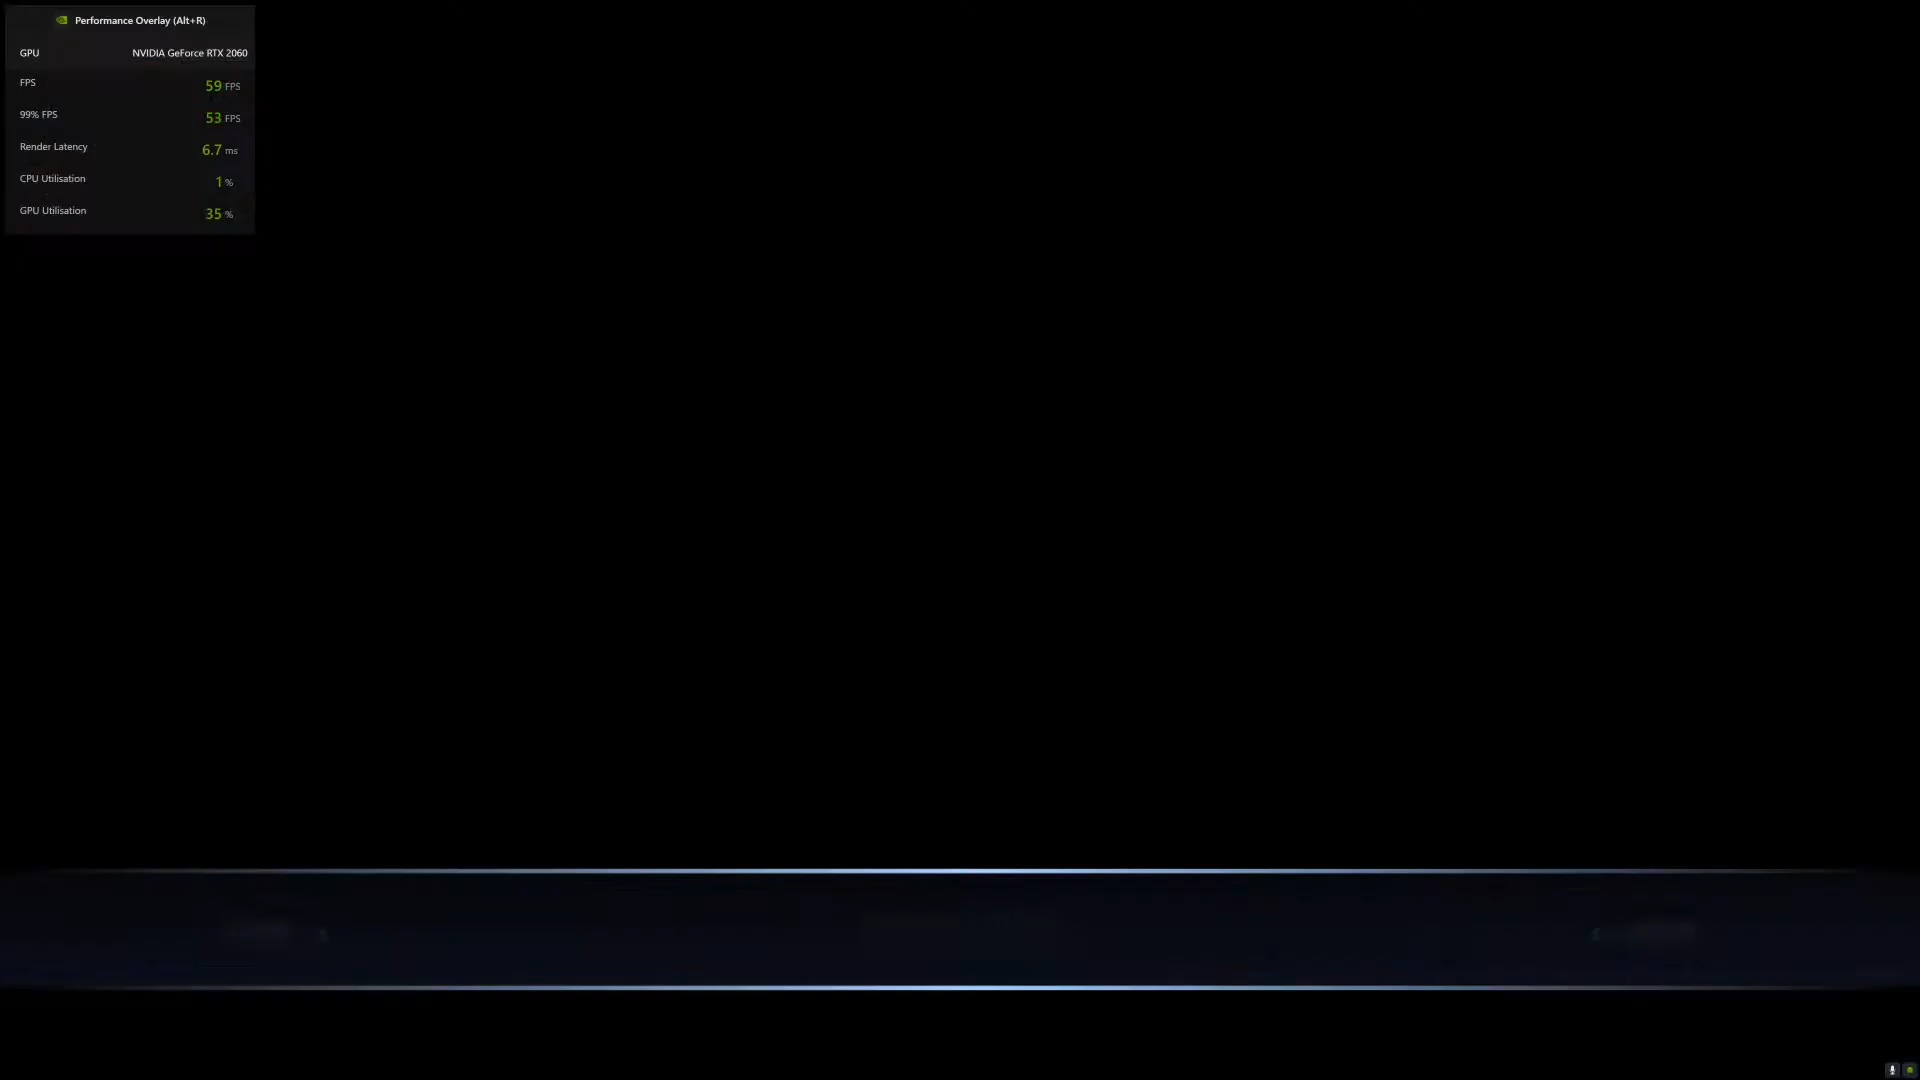 Performance Overlay (Alt+R)
GPU NVIDIA GeForce RTX 2060
FPS 59 FPS
99% FPS 53 FPS
Render Latency 6.7 ms
CPU Utilisation 1 %
GPU Utilisation 35 %